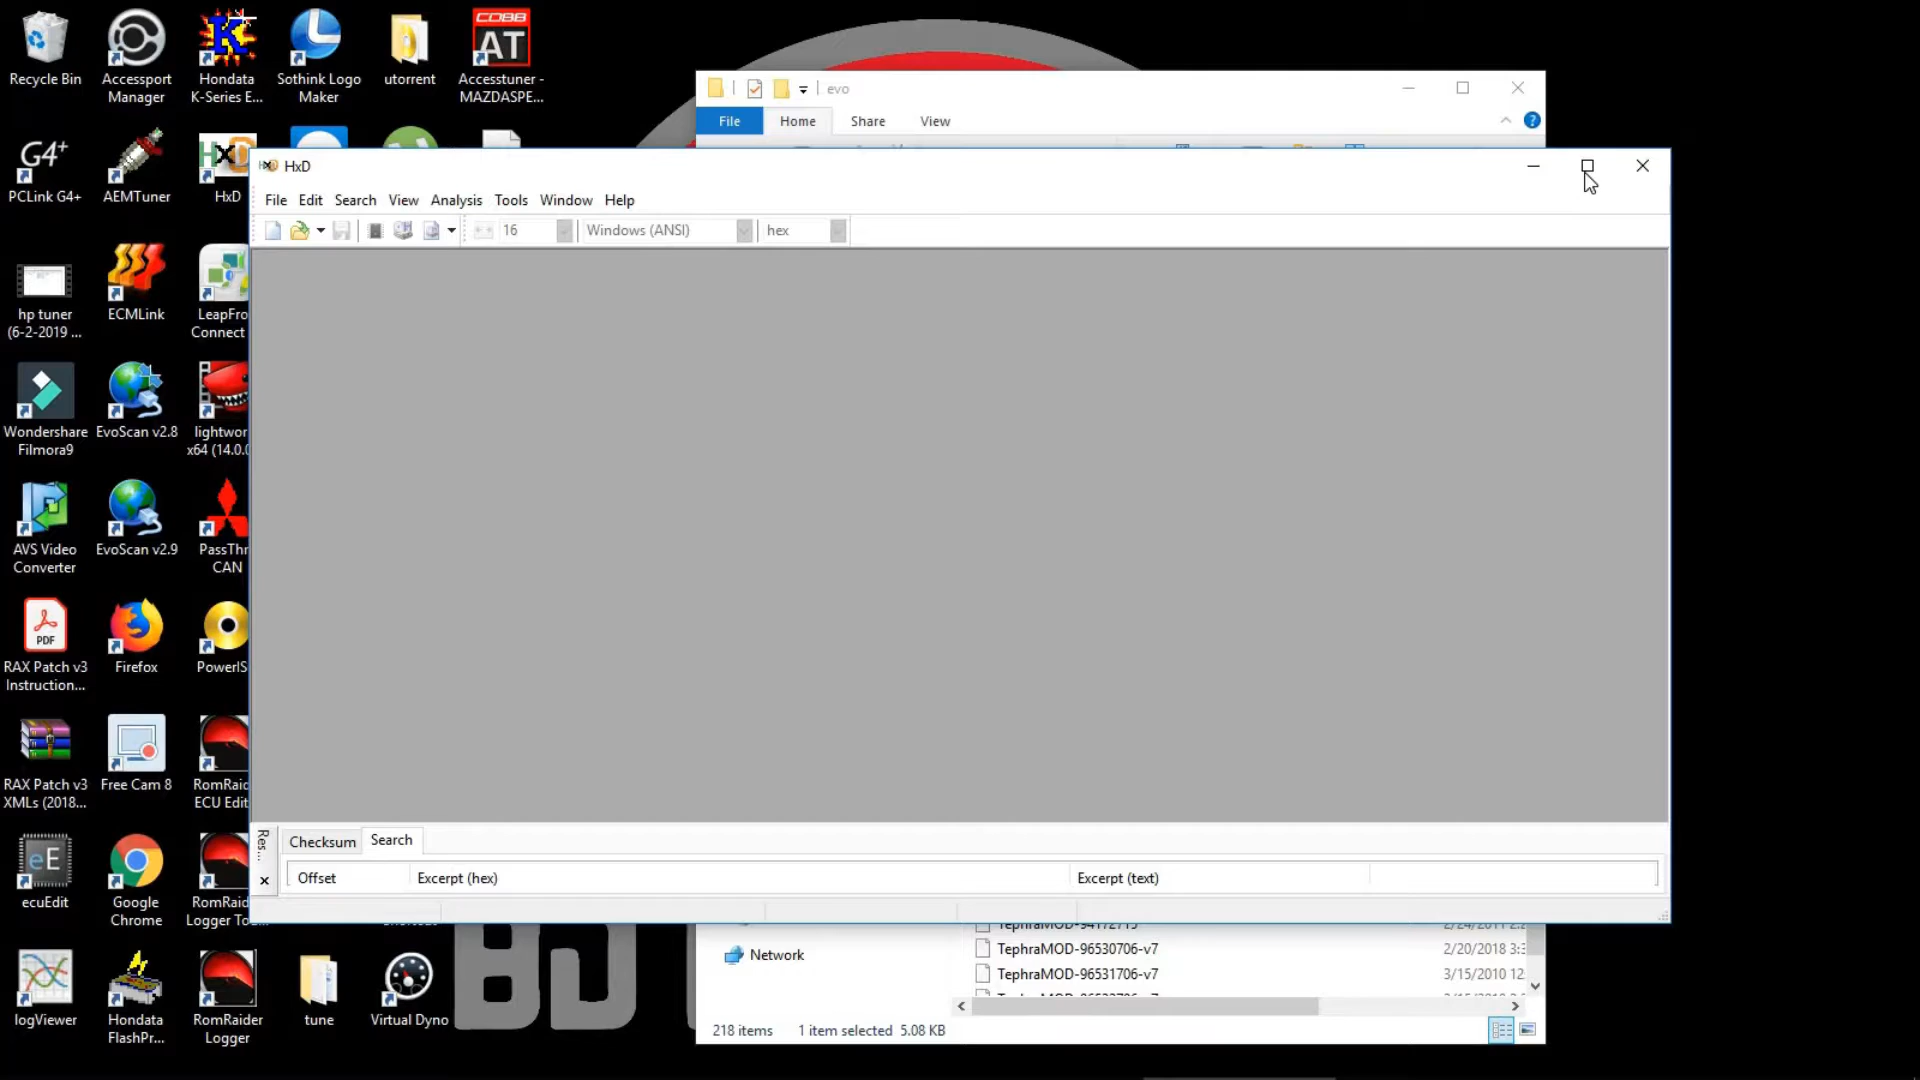 Recycle Bin
Accessport
Manager
Hondata
K-Series E...
Sothink Logo
Maker
utorrent
COBB
AT
Accesstuner -
MAZDASPE...
G4+
PCLink G4+
AEMTuner
HxD
hp tuner
(6-2-2019 ...
ECMLink
LeapFro
Connect
Wondershare
Filmora9
EvoScan v2.8
lightwor
x64 (14.0.0
AVS Video
Converter
EvoScan v2.9
PassThr
CAN
PDF
RAX Patch v3
Instruction...
Firefox
PowerIS
RAX Patch v3
XMLs (2018...
Free Cam 8
RomRaid
ECU Edit
eE
ecuEdit
Google
Chrome
RomRaid
Logger To...
logViewer
Hondata
FlashPr...
RomRaider
Logger
tune
Virtual Dyno
evo
File Home Share View
HxD
File Edit Search View Analysis Tools Window Help
16 Windows (ANSI) hex
Res...
Checksum Search
Offset Excerpt (hex) Excerpt (text)
Network
TephraMOD-96530706-v7 2/20/2018 3:3
TephraMOD-96531706-v7 3/15/2010 12
218 items 1 item selected 5.08 KB